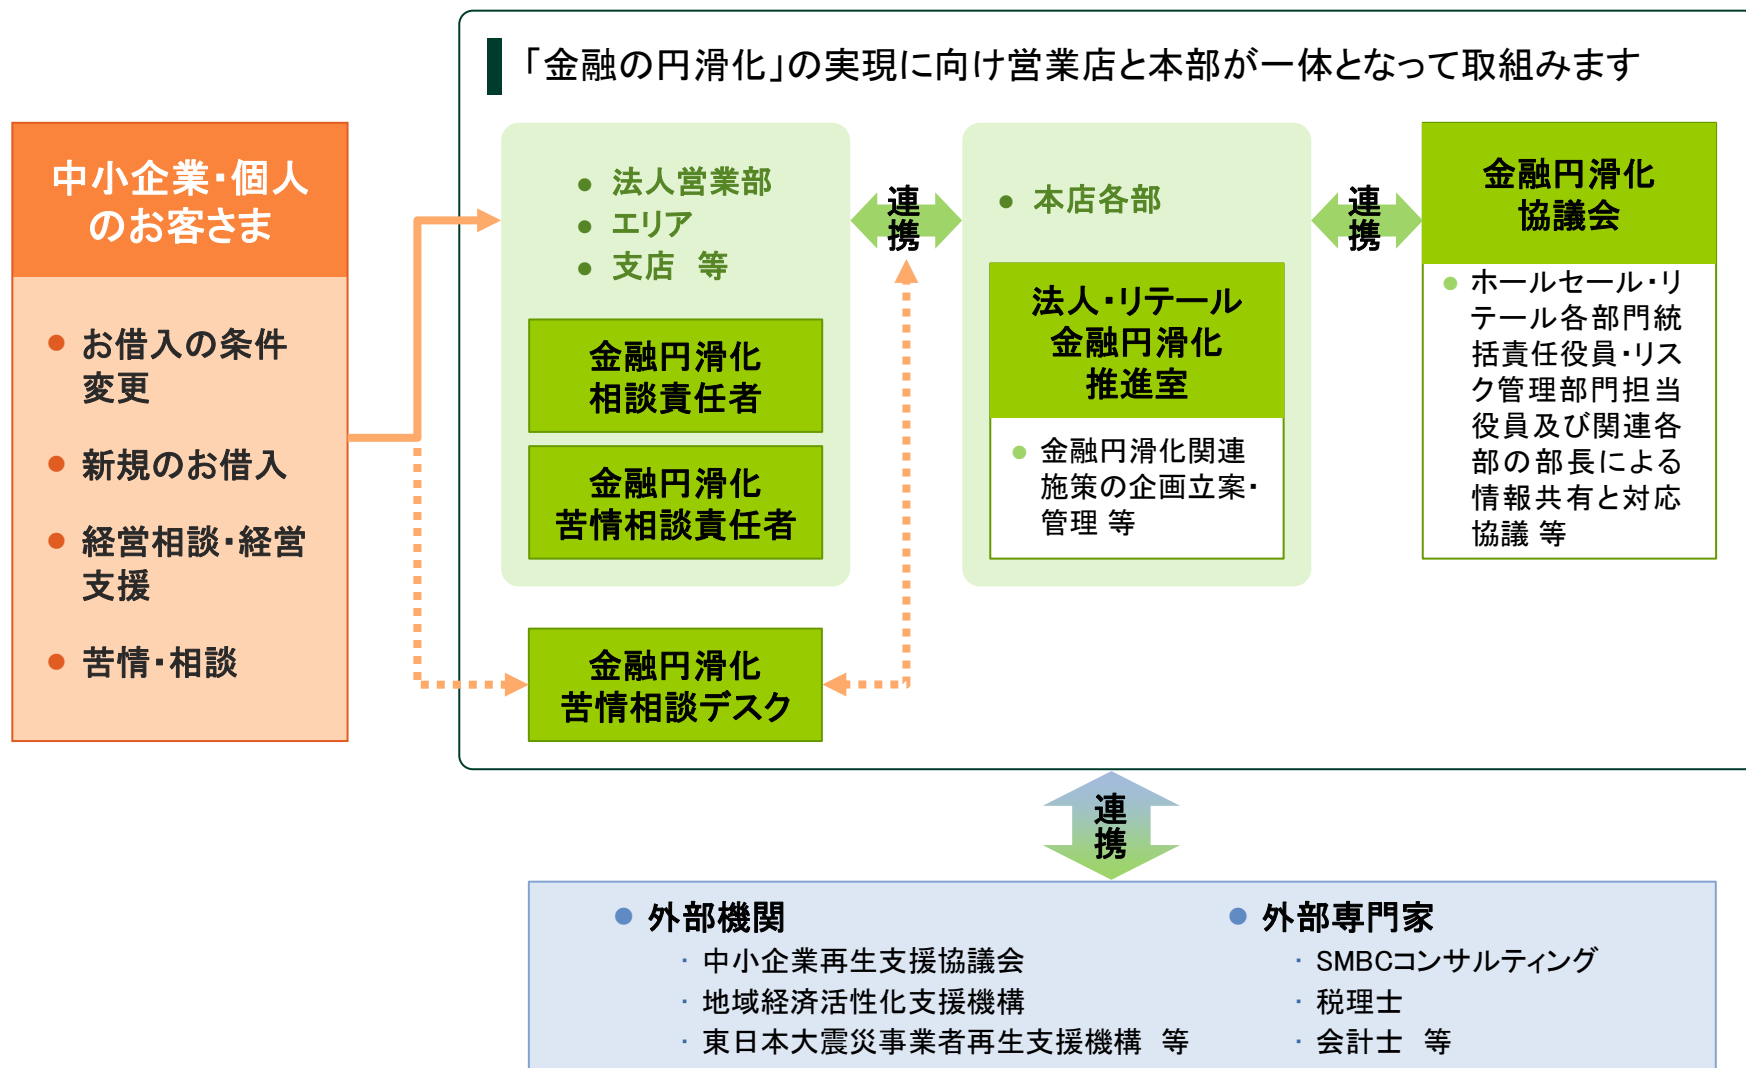 「金融の円滑化」の実現に向け営業店と本部が一体となって取組みます
中小企業・個人
のお客さま
● お借入の条件
変更
● 新規のお借入
● 経営相談・経営
支援
● 苦情・相談
● 法人営業部
● エリア
● 支店　等
金融円滑化
相談責任者
金融円滑化
苦情相談責任者
金融円滑化
苦情相談デスク
連
携
● 本店各部
法人・リテール
金融円滑化
推進室
● 金融円滑化関連
施策の企画立案・
管理 等
連
携
金融円滑化
協議会
● ホールセール・リ
テール各部門統
括責任役員・リス
ク管理部門担当
役員及び関連各
部の部長による
情報共有と対応
協議 等
連
携
● 外部機関
・ 中小企業再生支援協議会
・ 地域経済活性化支援機構
・ 東日本大震災事業者再生支援機構　等
● 外部専門家
・ SMBCコンサルティング
・ 税理士
・ 会計士　等